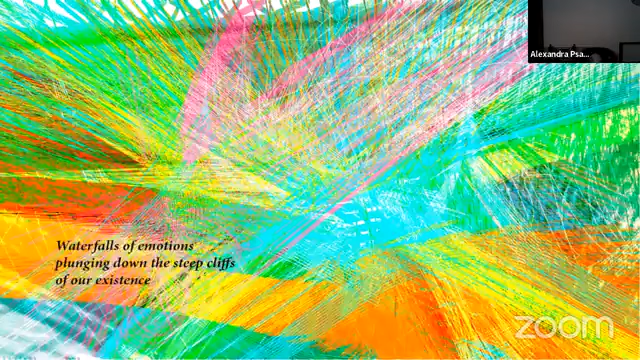 Alexandra Psa...
Waterfalls of emotions
plunging down the steep cliffs
of our existence
zoom